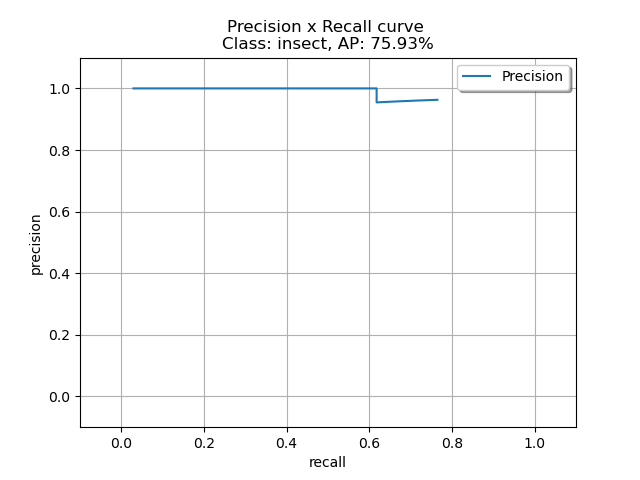 Precision x Recall curve
Class: insect, AP: 75.93%
Precision
1.0
0.8
0.6
0.4
0.2
0.0
precision
0.0 0.2 0.4 0.6 0.8 1.0
recall